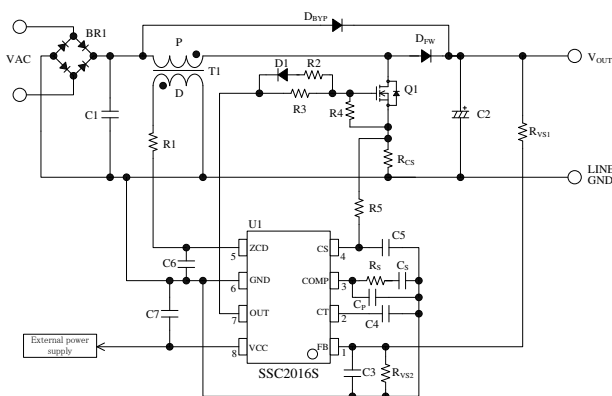 DBYP
BR1
P
DFW
VAC
T1
D1
R2
VOUT
D
Q1
R3
C1
R4
C2
R1
RVS1
RCS
LINE
GND
R5
U1
C5
ZCD
CS
5
4
C6
RS
CS
GND
COMP
6
3
CP
C7
OUT
CT
7
2
C4
External power
supply
VCC
FB
8
1
C3
RVS2
SSC2016S